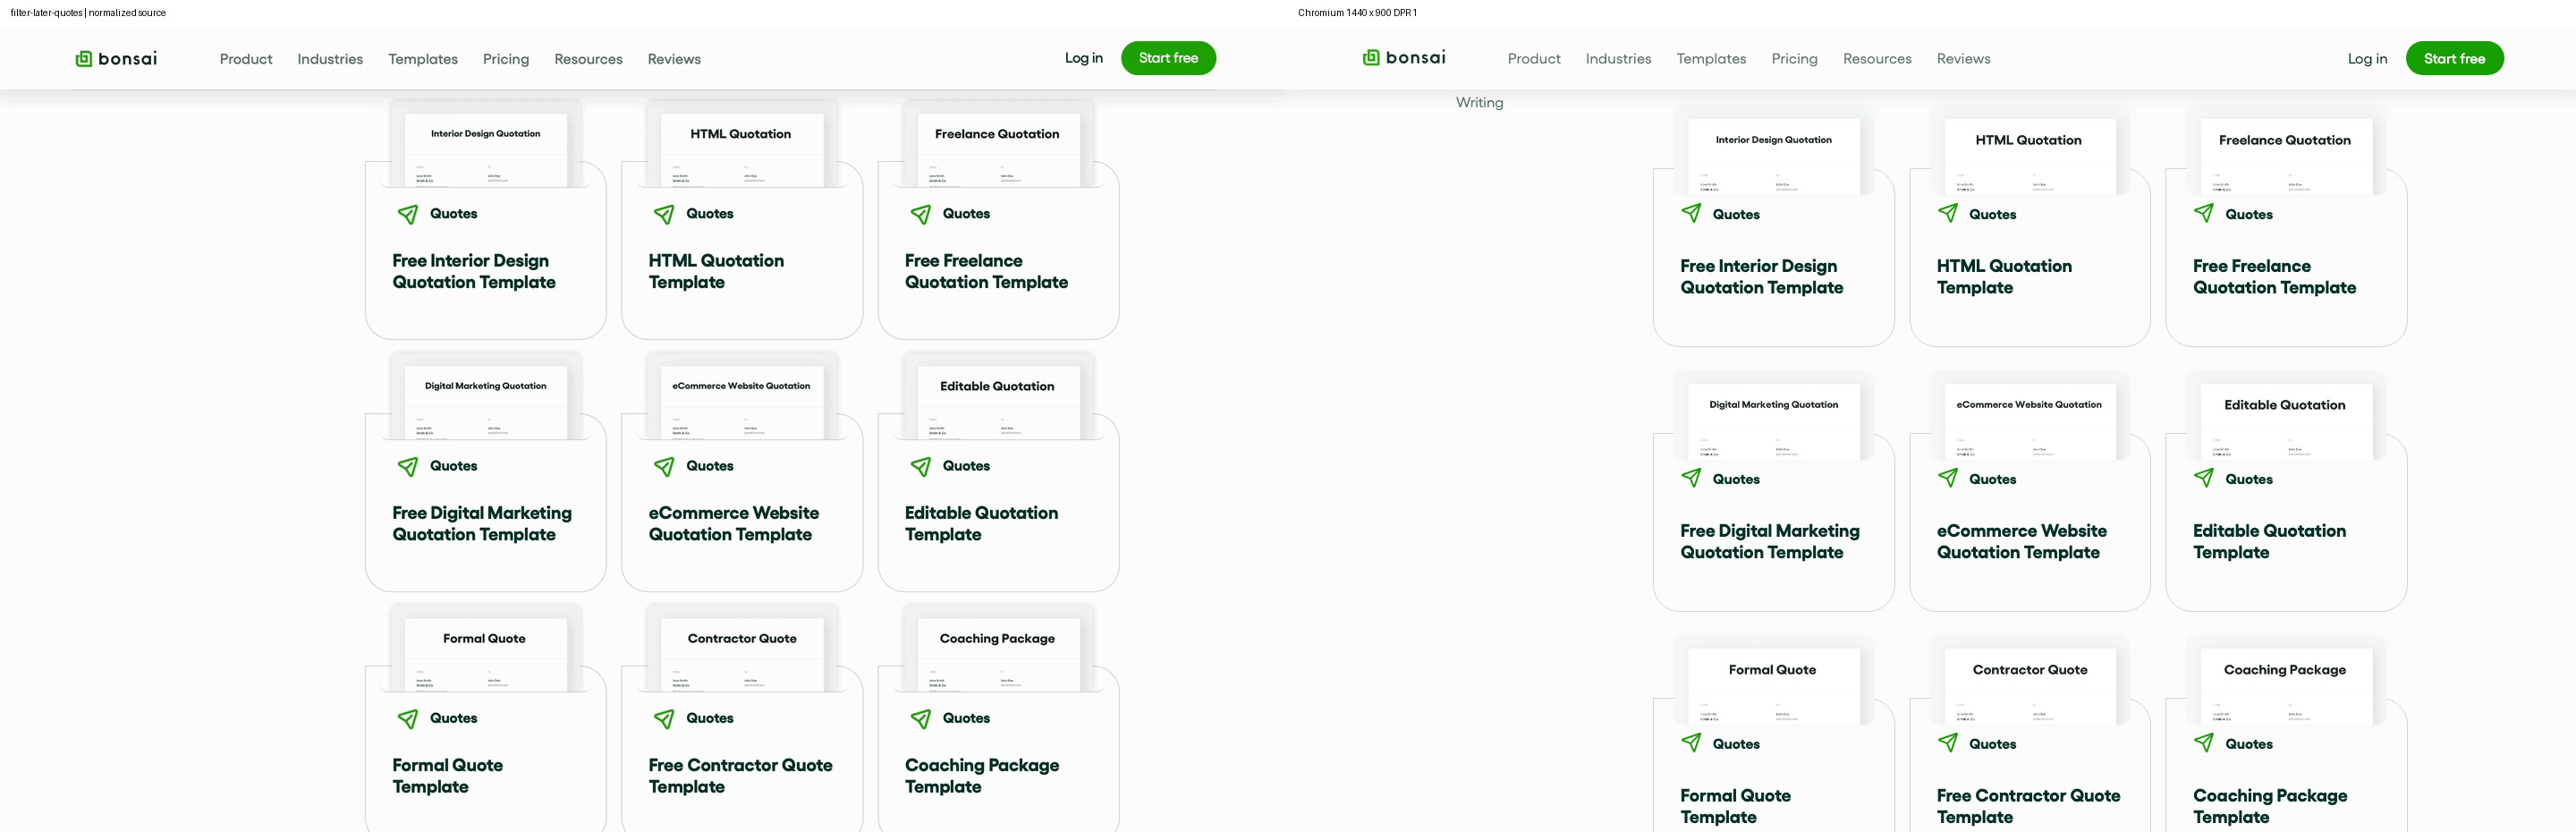 filter-later-quotes | normalized source
Chromium 1440 x 900 DPR 1
bonsai Product Industries Templates Pricing Resources Reviews Log in Start free
Interior Design Quotation HTML Quotation Freelance Quotation
Quotes Quotes Quotes
Free Interior Design HTML Quotation Free Freelance
Quotation Template Template Quotation Template
Digital Marketing Quotation eCommerce Website Quotation Editable Quotation
Quotes Quotes Quotes
Free Digital Marketing eCommerce Website Editable Quotation
Quotation Template Quotation Template Template
Formal Quote Contractor Quote Coaching Package
Quotes Quotes Quotes
Formal Quote Free Contractor Quote Coaching Package
Template Template Template
bonsai Product Industries Templates Pricing Resources Reviews Log in Start free
Writing
Interior Design Quotation HTML Quotation Freelance Quotation
Quotes Quotes Quotes
Free Interior Design HTML Quotation Free Freelance
Quotation Template Template Quotation Template
Digital Marketing Quotation eCommerce Website Quotation Editable Quotation
Quotes Quotes Quotes
Free Digital Marketing eCommerce Website Editable Quotation
Quotation Template Quotation Template Template
Formal Quote Contractor Quote Coaching Package
Quotes Quotes Quotes
Formal Quote Free Contractor Quote Coaching Package
Template Template Template